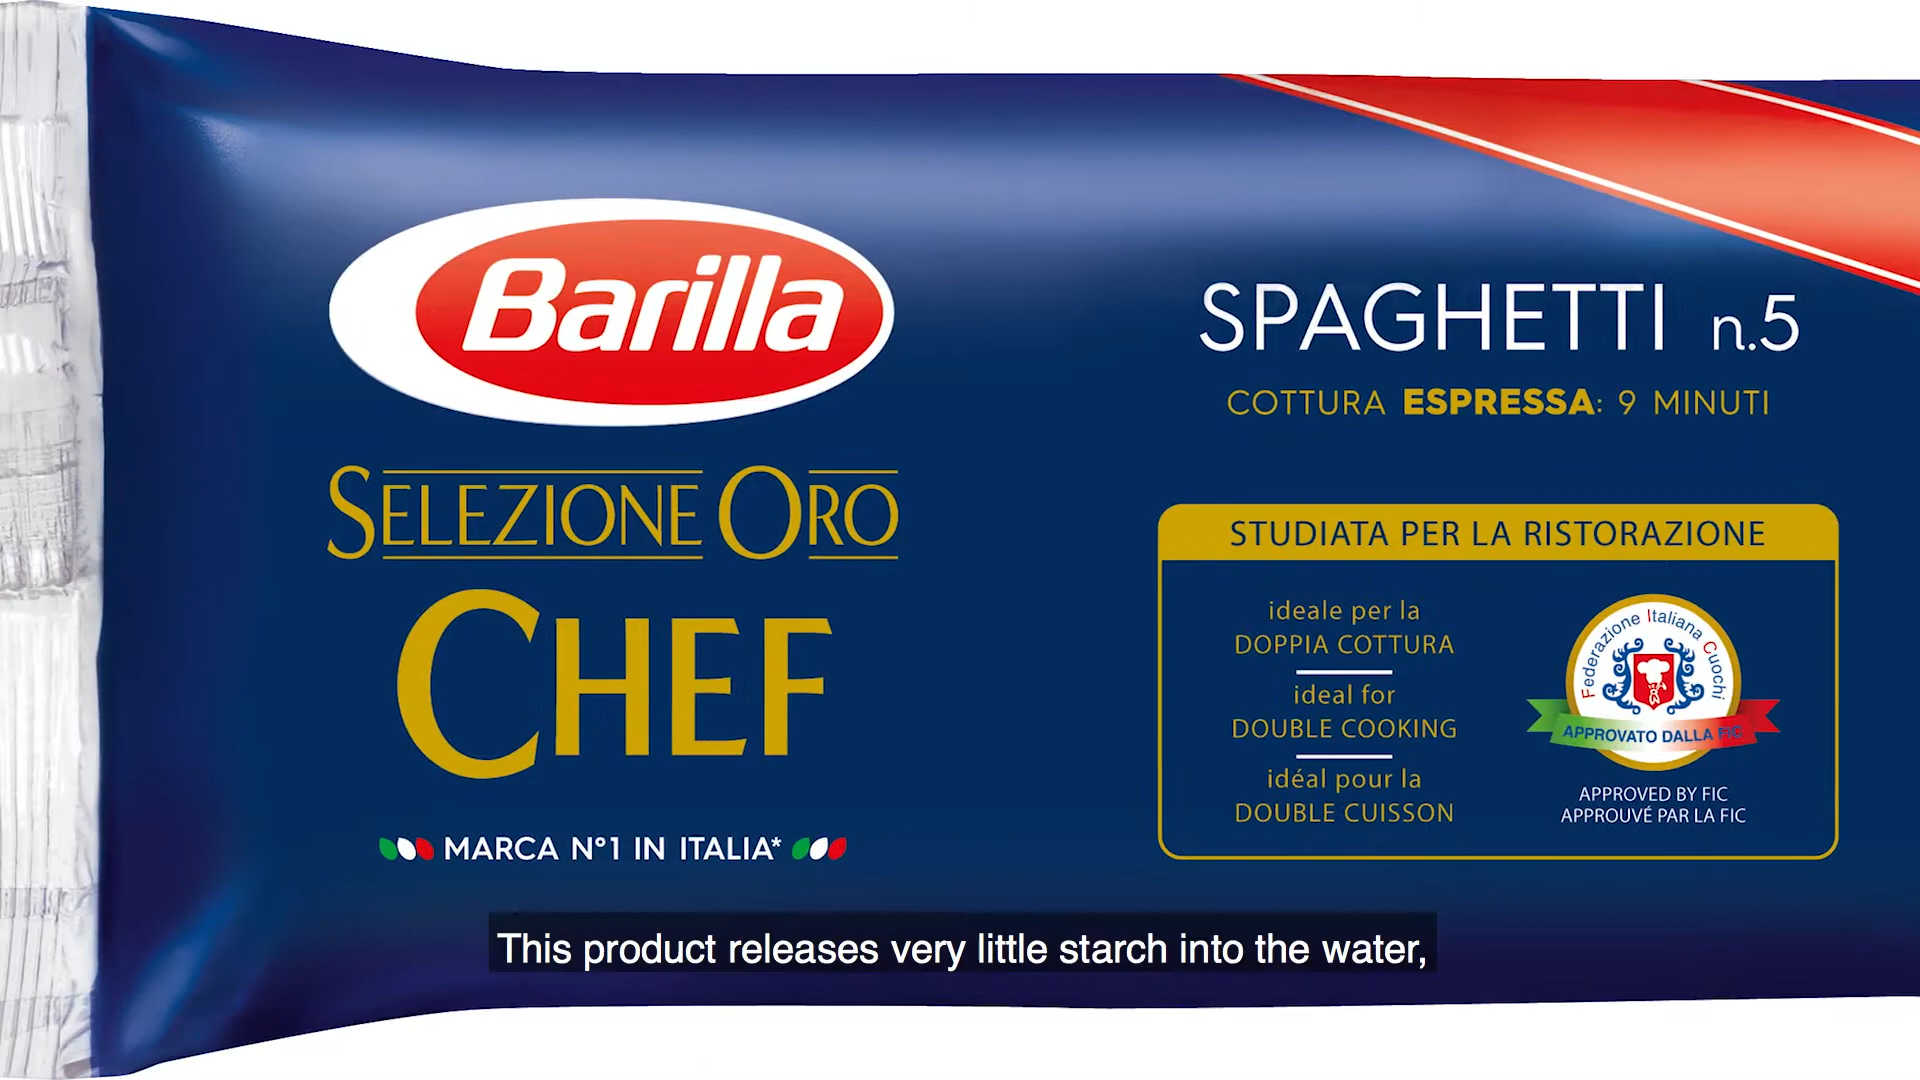 Barilla
SELEZIONE ORO
CHEF
MARCA N°1 IN ITALIA*
SPAGHETTI n.5
COTTURA ESPRESSA: 9 MINUTI
STUDIATA PER LA RISTORAZIONE
ideale per la
DOPPIA COTTURA
ideal for
DOUBLE COOKING
idéal pour la
DOUBLE CUISSON
Federazione Italiana Cuochi
APPROVATO DALLA FIC
APPROVED BY FIC
APPROUVÉ PAR LA FIC
This product releases very little starch into the water,